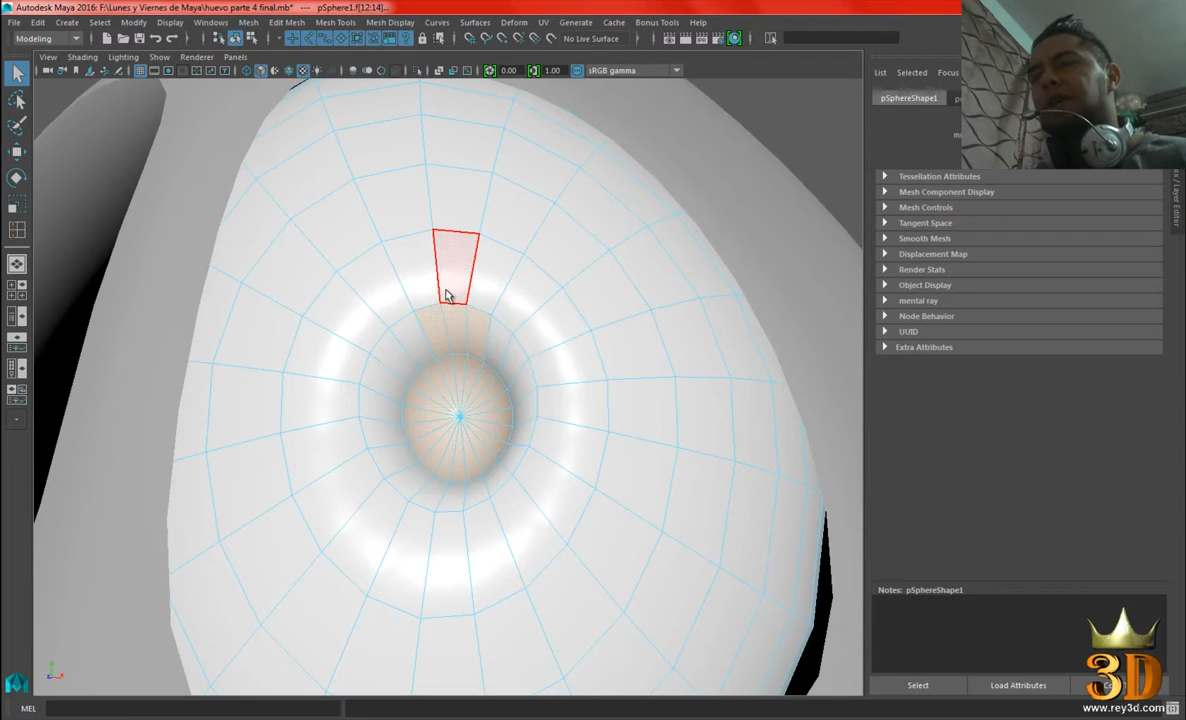 Autodesk Maya 2016: F:\Lunes y Viernes de Maya\huevo parte 4 final.mb* --- pSphere1.f[12:14]...
File Edit Create Select Modify Display Windows Mesh Edit Mesh Mesh Tools Mesh Display Curves Surfaces Deform UV Generate Cache Bonus Tools Help
Modeling
No Live Surface
View Shading Lighting Show Renderer Panels
0.00 1.00 sRGB gamma
List Selected Focus
pSphereShape1
Tessellation Attributes
Mesh Component Display
Mesh Controls
Tangent Space
Smooth Mesh
Displacement Map
Render Stats
Object Display
mental ray
Node Behavior
UUID
Extra Attributes
Notes: pSphereShape1
Select Load Attributes
3D
www.rey3d.com
MEL